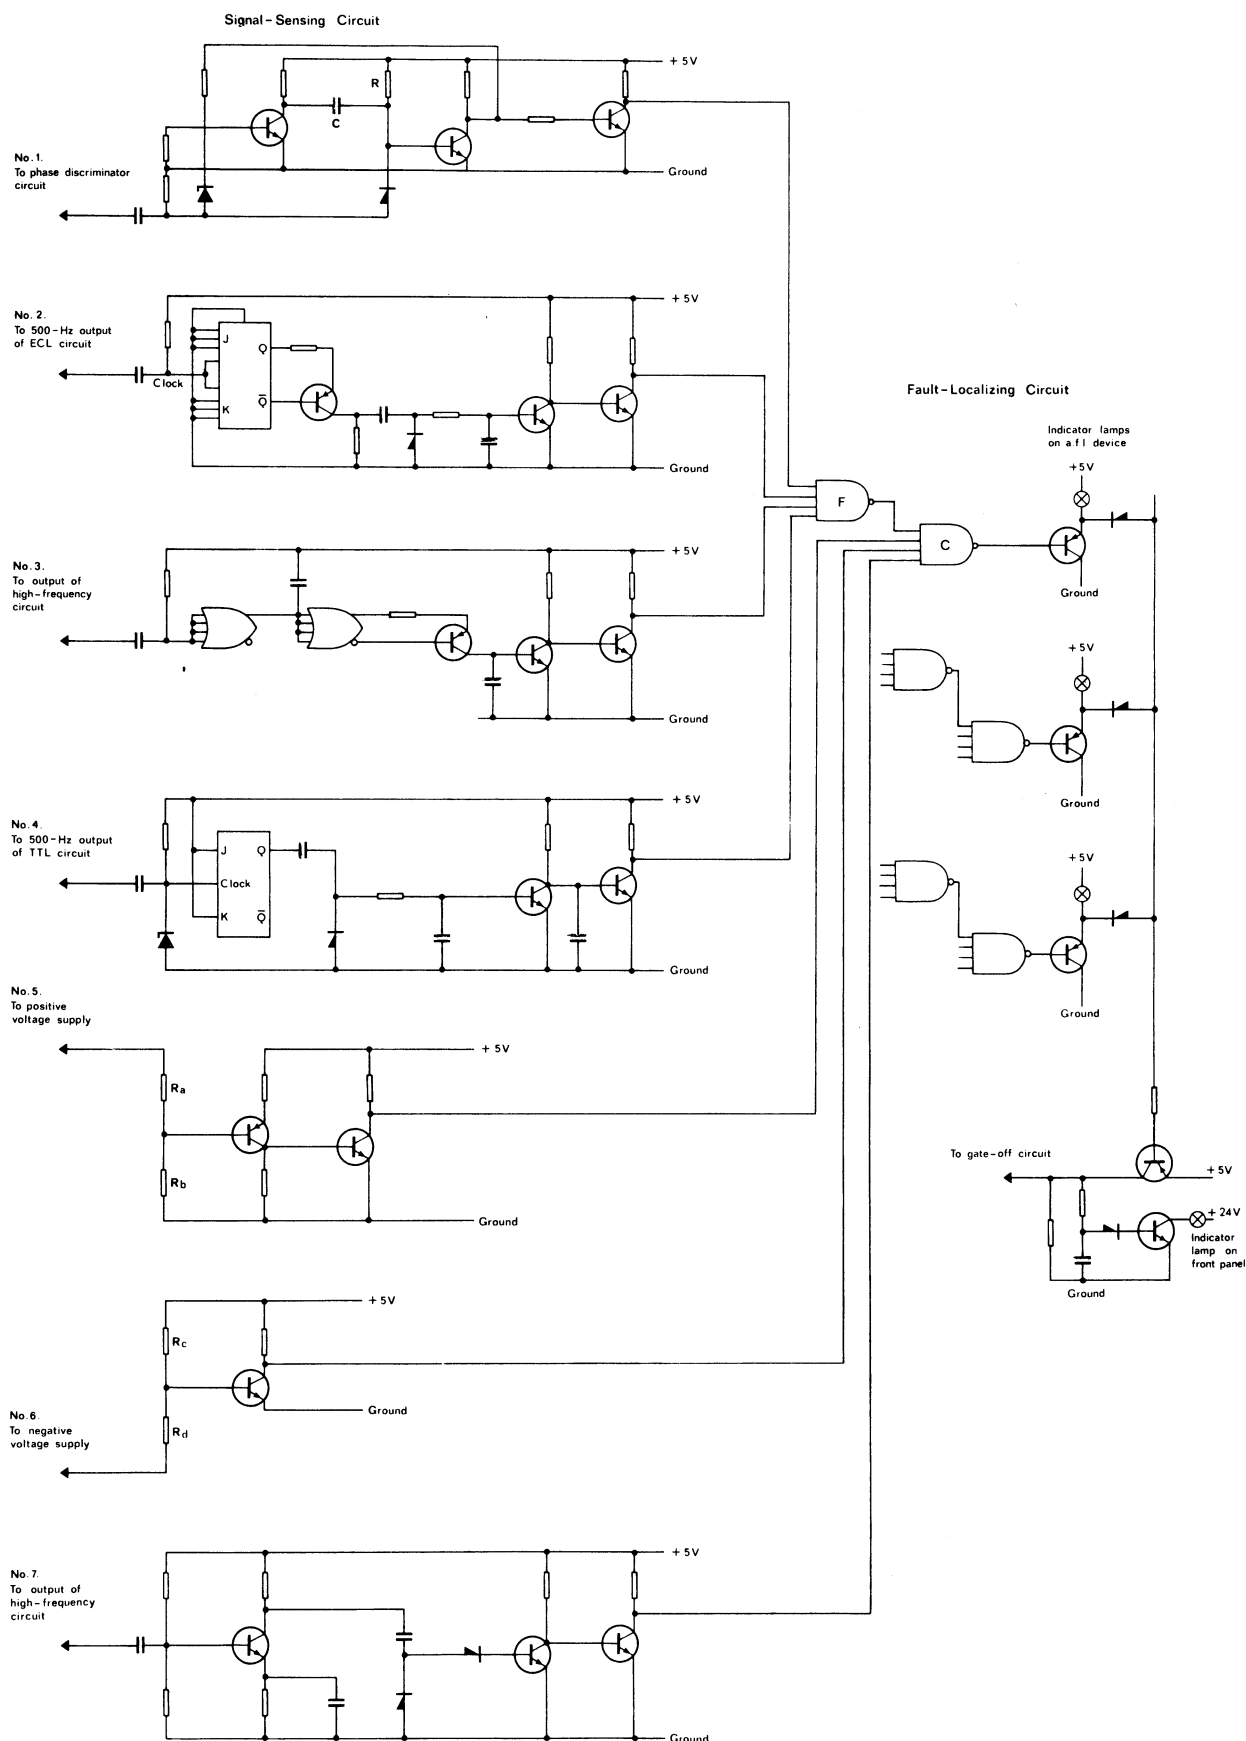 Signal-Sensing Circuit
+5V
R
C
No.1.
To phase discriminator
circuit
Ground
No. 2.
To 500-Hz output
of ECL circuit
+5V
J
Q
Clock
K
Q̅
Ground
No. 3.
To output of
high-frequency
circuit
+5V
Ground
No. 4.
To 500-Hz output
of TTL circuit
+5V
J
Q
Clock
K
Q̅
Ground
No. 5.
To positive
voltage supply
+5V
Ra
Rb
Ground
+5V
Rc
Ground
No.6.
To negative
voltage supply
Rd
No. 7.
To output of
high-frequency
circuit
+5V
Ground
Fault-Localizing Circuit
Indicator lamps
on a.f l device
+5V
F
C
Ground
+5V
Ground
+5V
Ground
To gate-off circuit
+5V
+24V
Indicator
lamp on
front panel
Ground